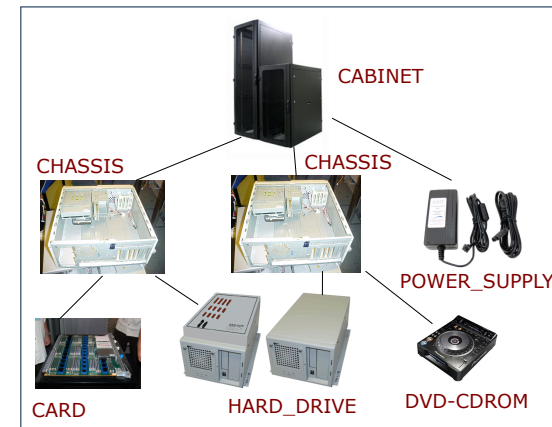 CABINET
CHASSIS
CHASSIS
POWER_SUPPLY
CARD
HARD_DRIVE
DVD-CDROM